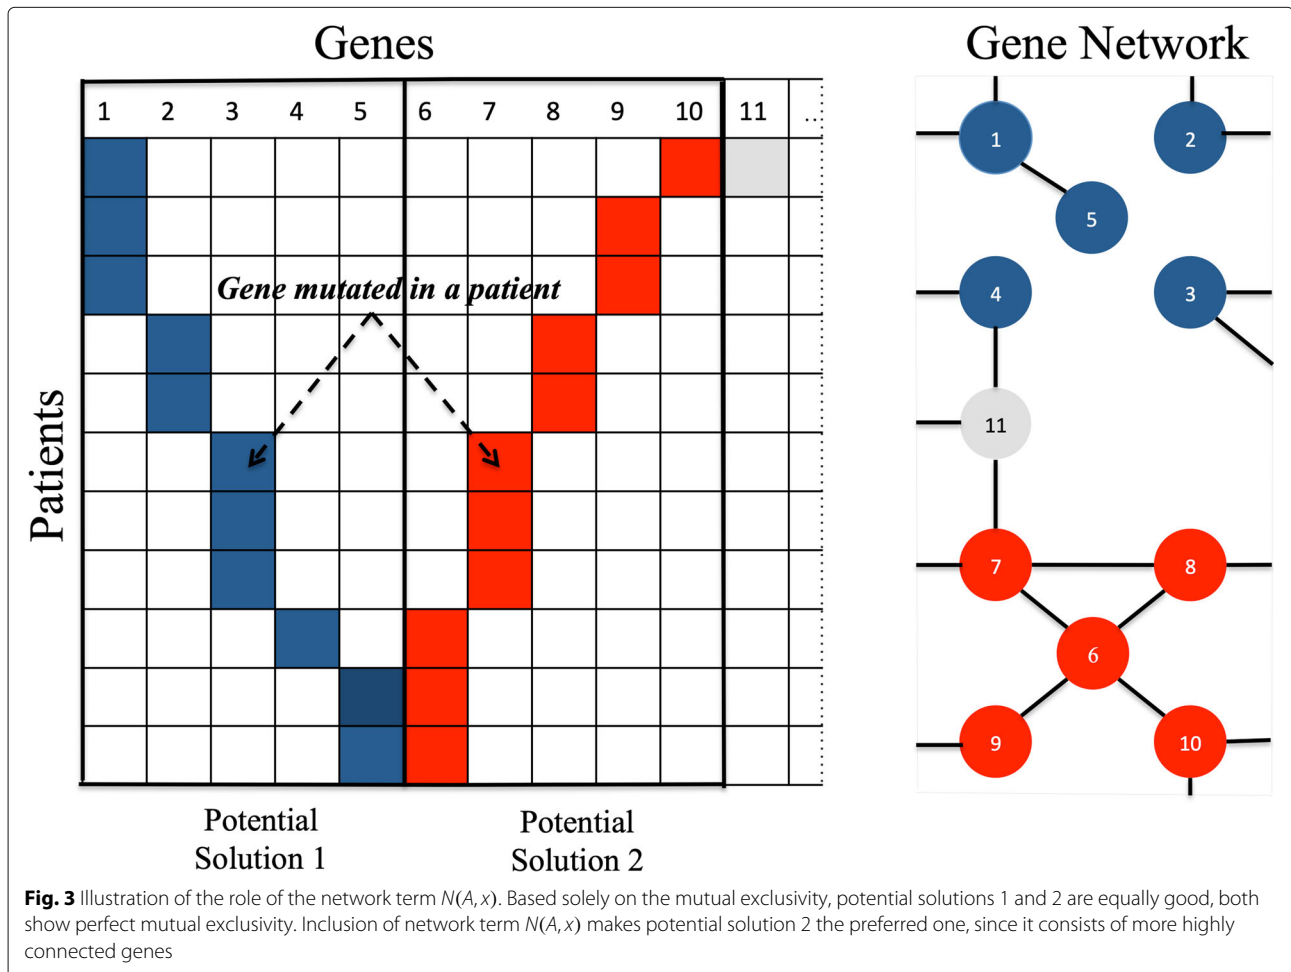 Genes
Gene Network
1 2 3 4 5 6 7 8 9 10 11 ...
Gene mutated in a patient
Patients
Potential
Solution 1
Potential
Solution 2
1
2
5
4
3
11
7
8
6
9
10
Fig. 3 Illustration of the role of the network term N(A, x). Based solely on the mutual exclusivity, potential solutions 1 and 2 are equally good, both
show perfect mutual exclusivity. Inclusion of network term N(A, x) makes potential solution 2 the preferred one, since it consists of more highly
connected genes